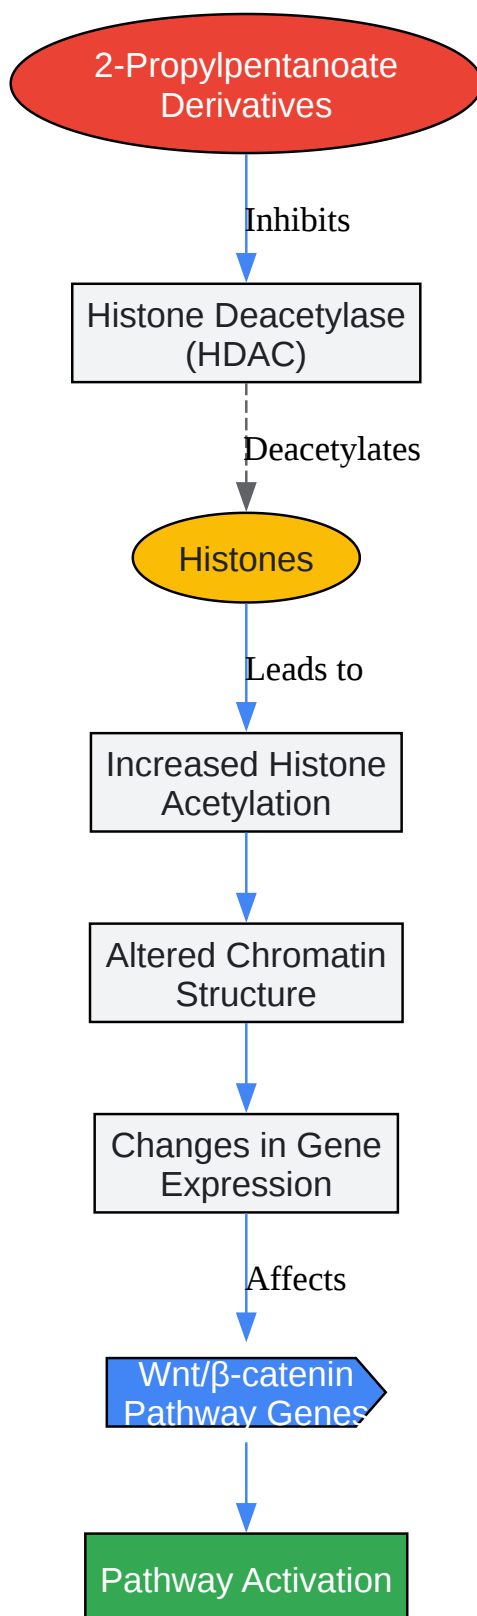 2-Propylpentanoate
Derivatives
Inhibits
Histone Deacetylase
(HDAC)
Deacetylates
Histones
Leads to
Increased Histone
Acetylation
Altered Chromatin
Structure
Changes in Gene
Expression
Affects
Wnt/β-catenin
Pathway Genes
Pathway Activation